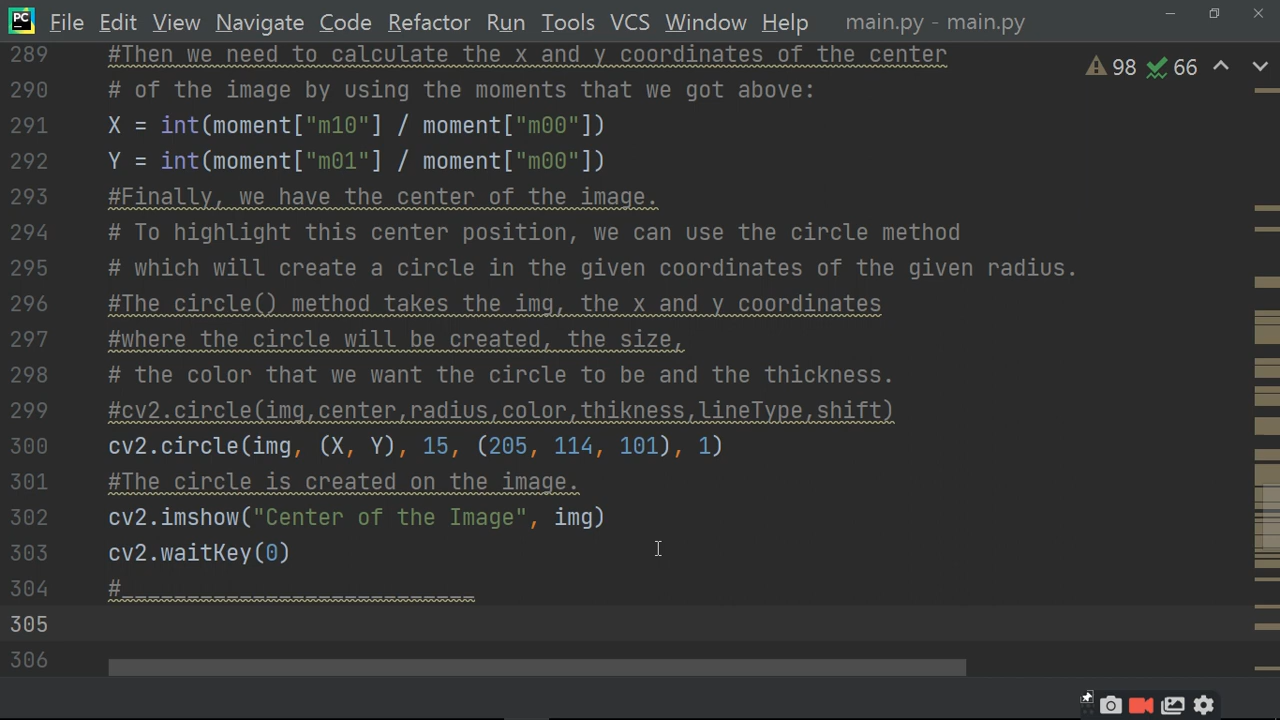 PC File Edit View Navigate Code Refactor Run Tools VCS Window Help main.py - main.py
98 66
289 #Then we need to calculate the x and y coordinates of the center
290 # of the image by using the moments that we got above:
291 X = int(moment["m10"] / moment["m00"])
292 Y = int(moment["m01"] / moment["m00"])
293 #Finally, we have the center of the image.
294 # To highlight this center position, we can use the circle method
295 # which will create a circle in the given coordinates of the given radius.
296 #The circle() method takes the img, the x and y coordinates
297 #where the circle will be created, the size,
298 # the color that we want the circle to be and the thickness.
299 #cv2.circle(img,center,radius,color,thikness,lineType,shift)
300 cv2.circle(img, (X, Y), 15, (205, 114, 101), 1)
301 #The circle is created on the image.
302 cv2.imshow("Center of the Image", img)
303 cv2.waitKey(0)
304 #___________________________
305
306